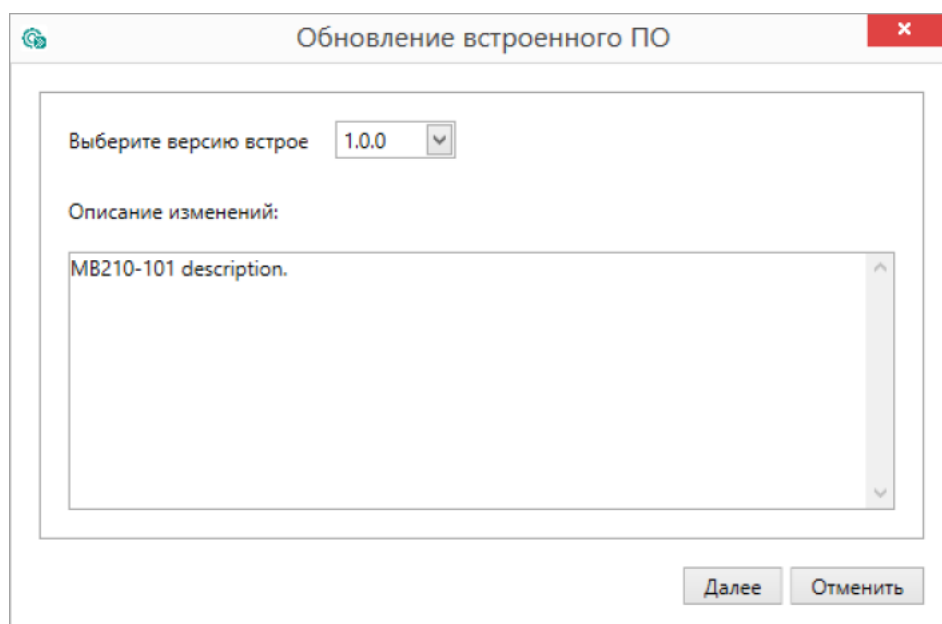 Обновление встроенного ПО
Выберите версию встрое 1.0.0
Описание изменений:
MB210-101 description.
Далее Отменить